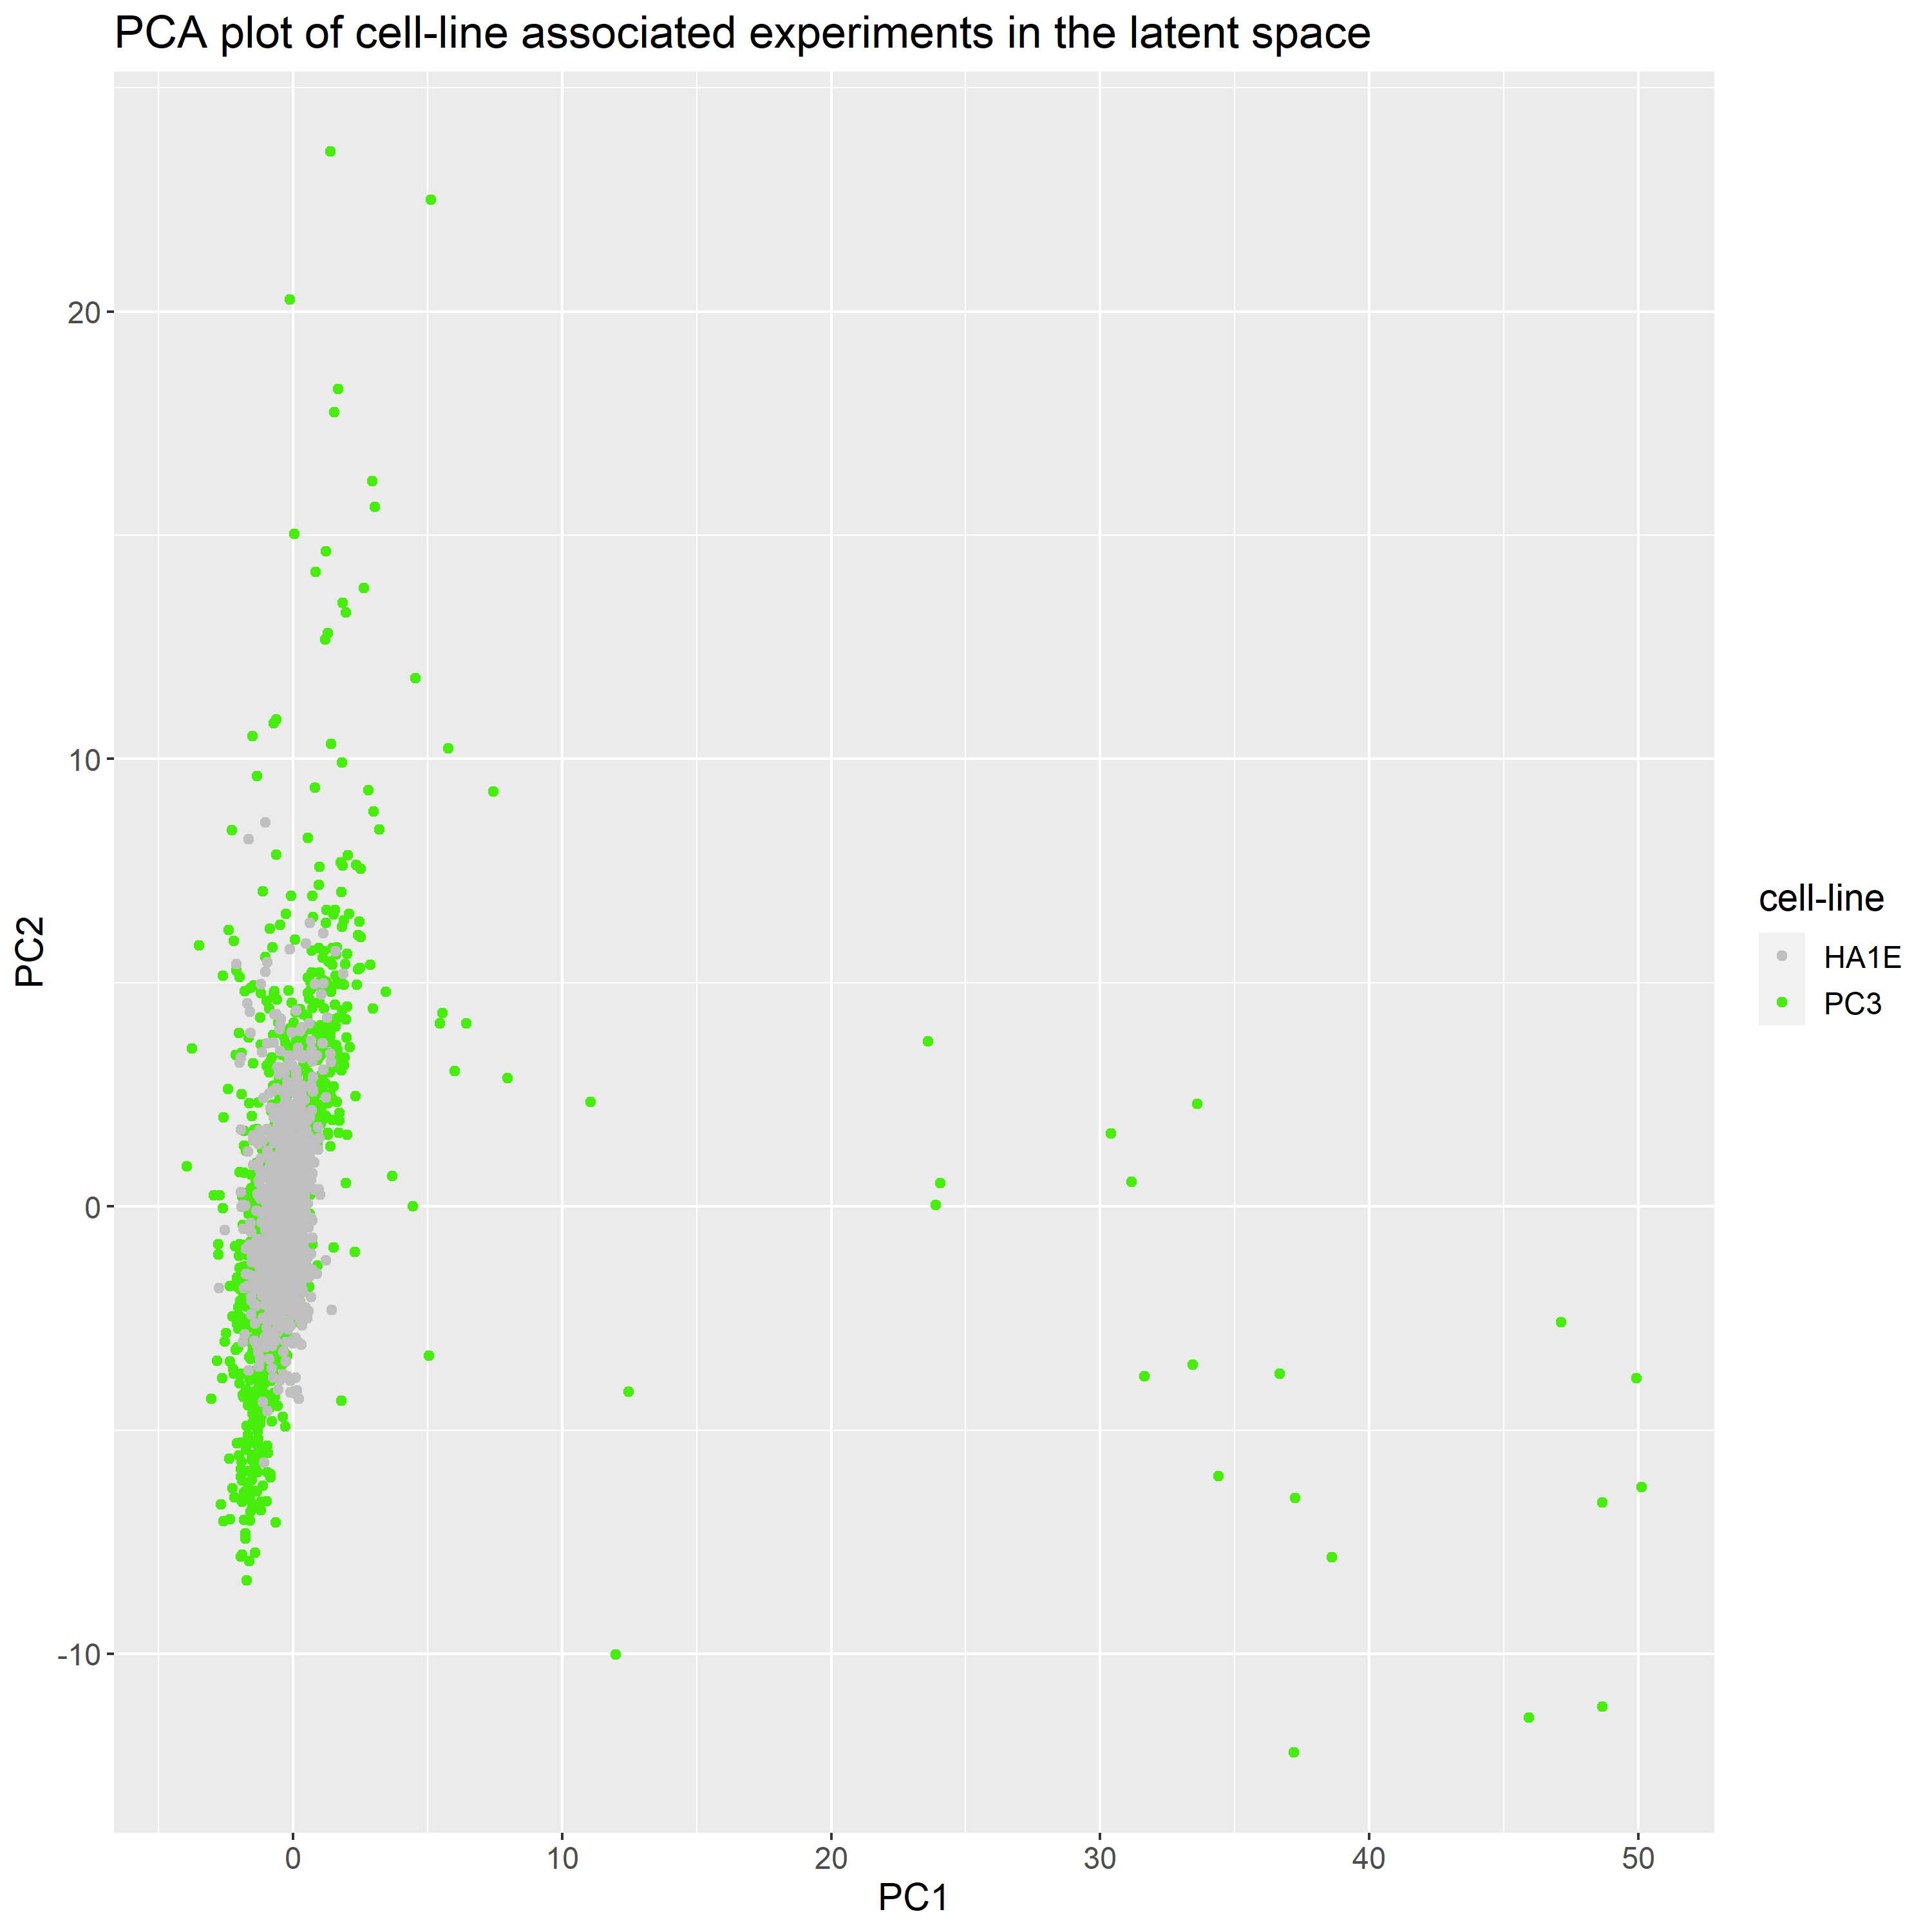 PCA plot of cell-line associated experiments in the latent space
20
10
0
-10
PC2
0 10 20 30 40 50
PC1
cell-line
HA1E
PC3